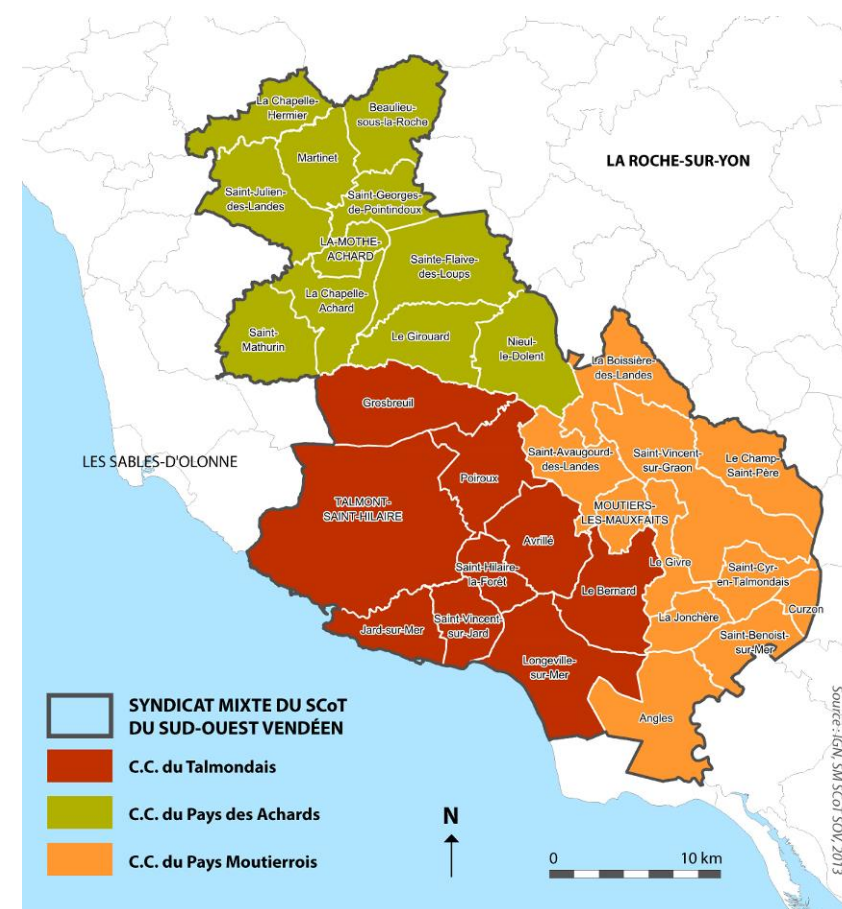 La Chapelle-
Hermier
Beaulieu-
sous-la-Roche
Martinet
LA ROCHE-SUR-YON
Saint-Julien-
des-Landes
Saint-Georges-
de-Pointindoux
LA-MOTHE-
ACHARD
Sainte-Flaive-
des-Loups
La Chapelle-
Achard
Saint-
Mathurin
Le Girouard
Nieul-
le-Dolent
La Boissière-
des-Landes
Grosbreuil
LES SABLES-D'OLONNE
Saint-Avaugourd-
des-Landes
Saint-Vincent-
sur-Graon
Le Champ-
Saint-Père
Poiroux
TALMONT-
SAINT-HILAIRE
MOUTIERS-
LES-MAUXFAITS
Avrillé
Saint-Hilaire-
la-Forêt
Le Givre
Saint-Cyr-
en-Talmondais
Le Bernard
Curzon
La Jonchère
Jard-sur-Mer
Saint-Vincent-
sur-Jard
Saint-Benoist-
sur-Mer
Longeville-
sur-Mer
Angles
SYNDICAT MIXTE DU SCoT
DU SUD-OUEST VENDÉEN
C.C. du Talmondais
C.C. du Pays des Achards
C.C. du Pays Moutierrois
N
0 10 km
Source : IGN, SM SCoT SOV, 2013